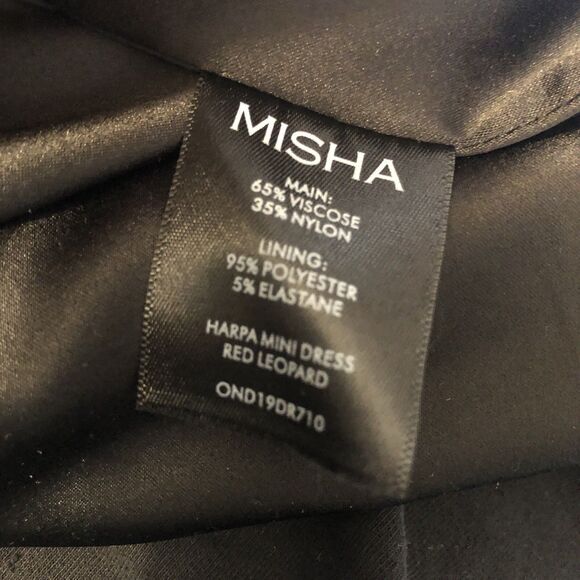 MISHA
MAIN:
65% VISCOSE
35% NYLON
LINING:
95% POLYESTER
5% ELASTANE
HARPA MINI DRESS
RED LEOPARD
OND19DR710